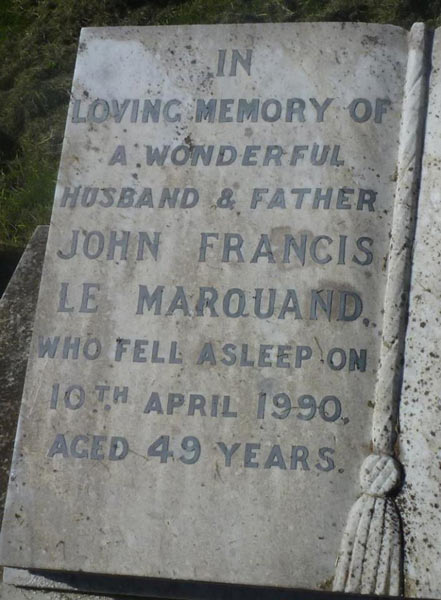 IN
LOVING MEMORY OF
A WONDERFUL
HUSBAND & FATHER
JOHN FRANCIS
LE MARQUAND.
WHO FELL ASLEEP ON
10TH APRIL 1990.
AGED 49 YEARS.